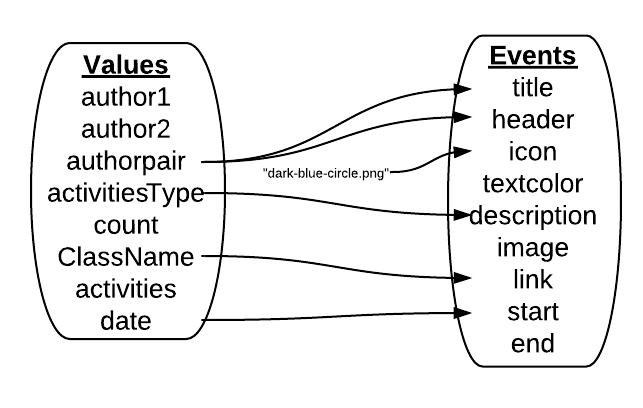 Values
author1
author2
authorpair
activitiesType
count
ClassName
activities
date
"dark-blue-circle.png"
Events
title
header
icon
textcolor
description
image
link
start
end